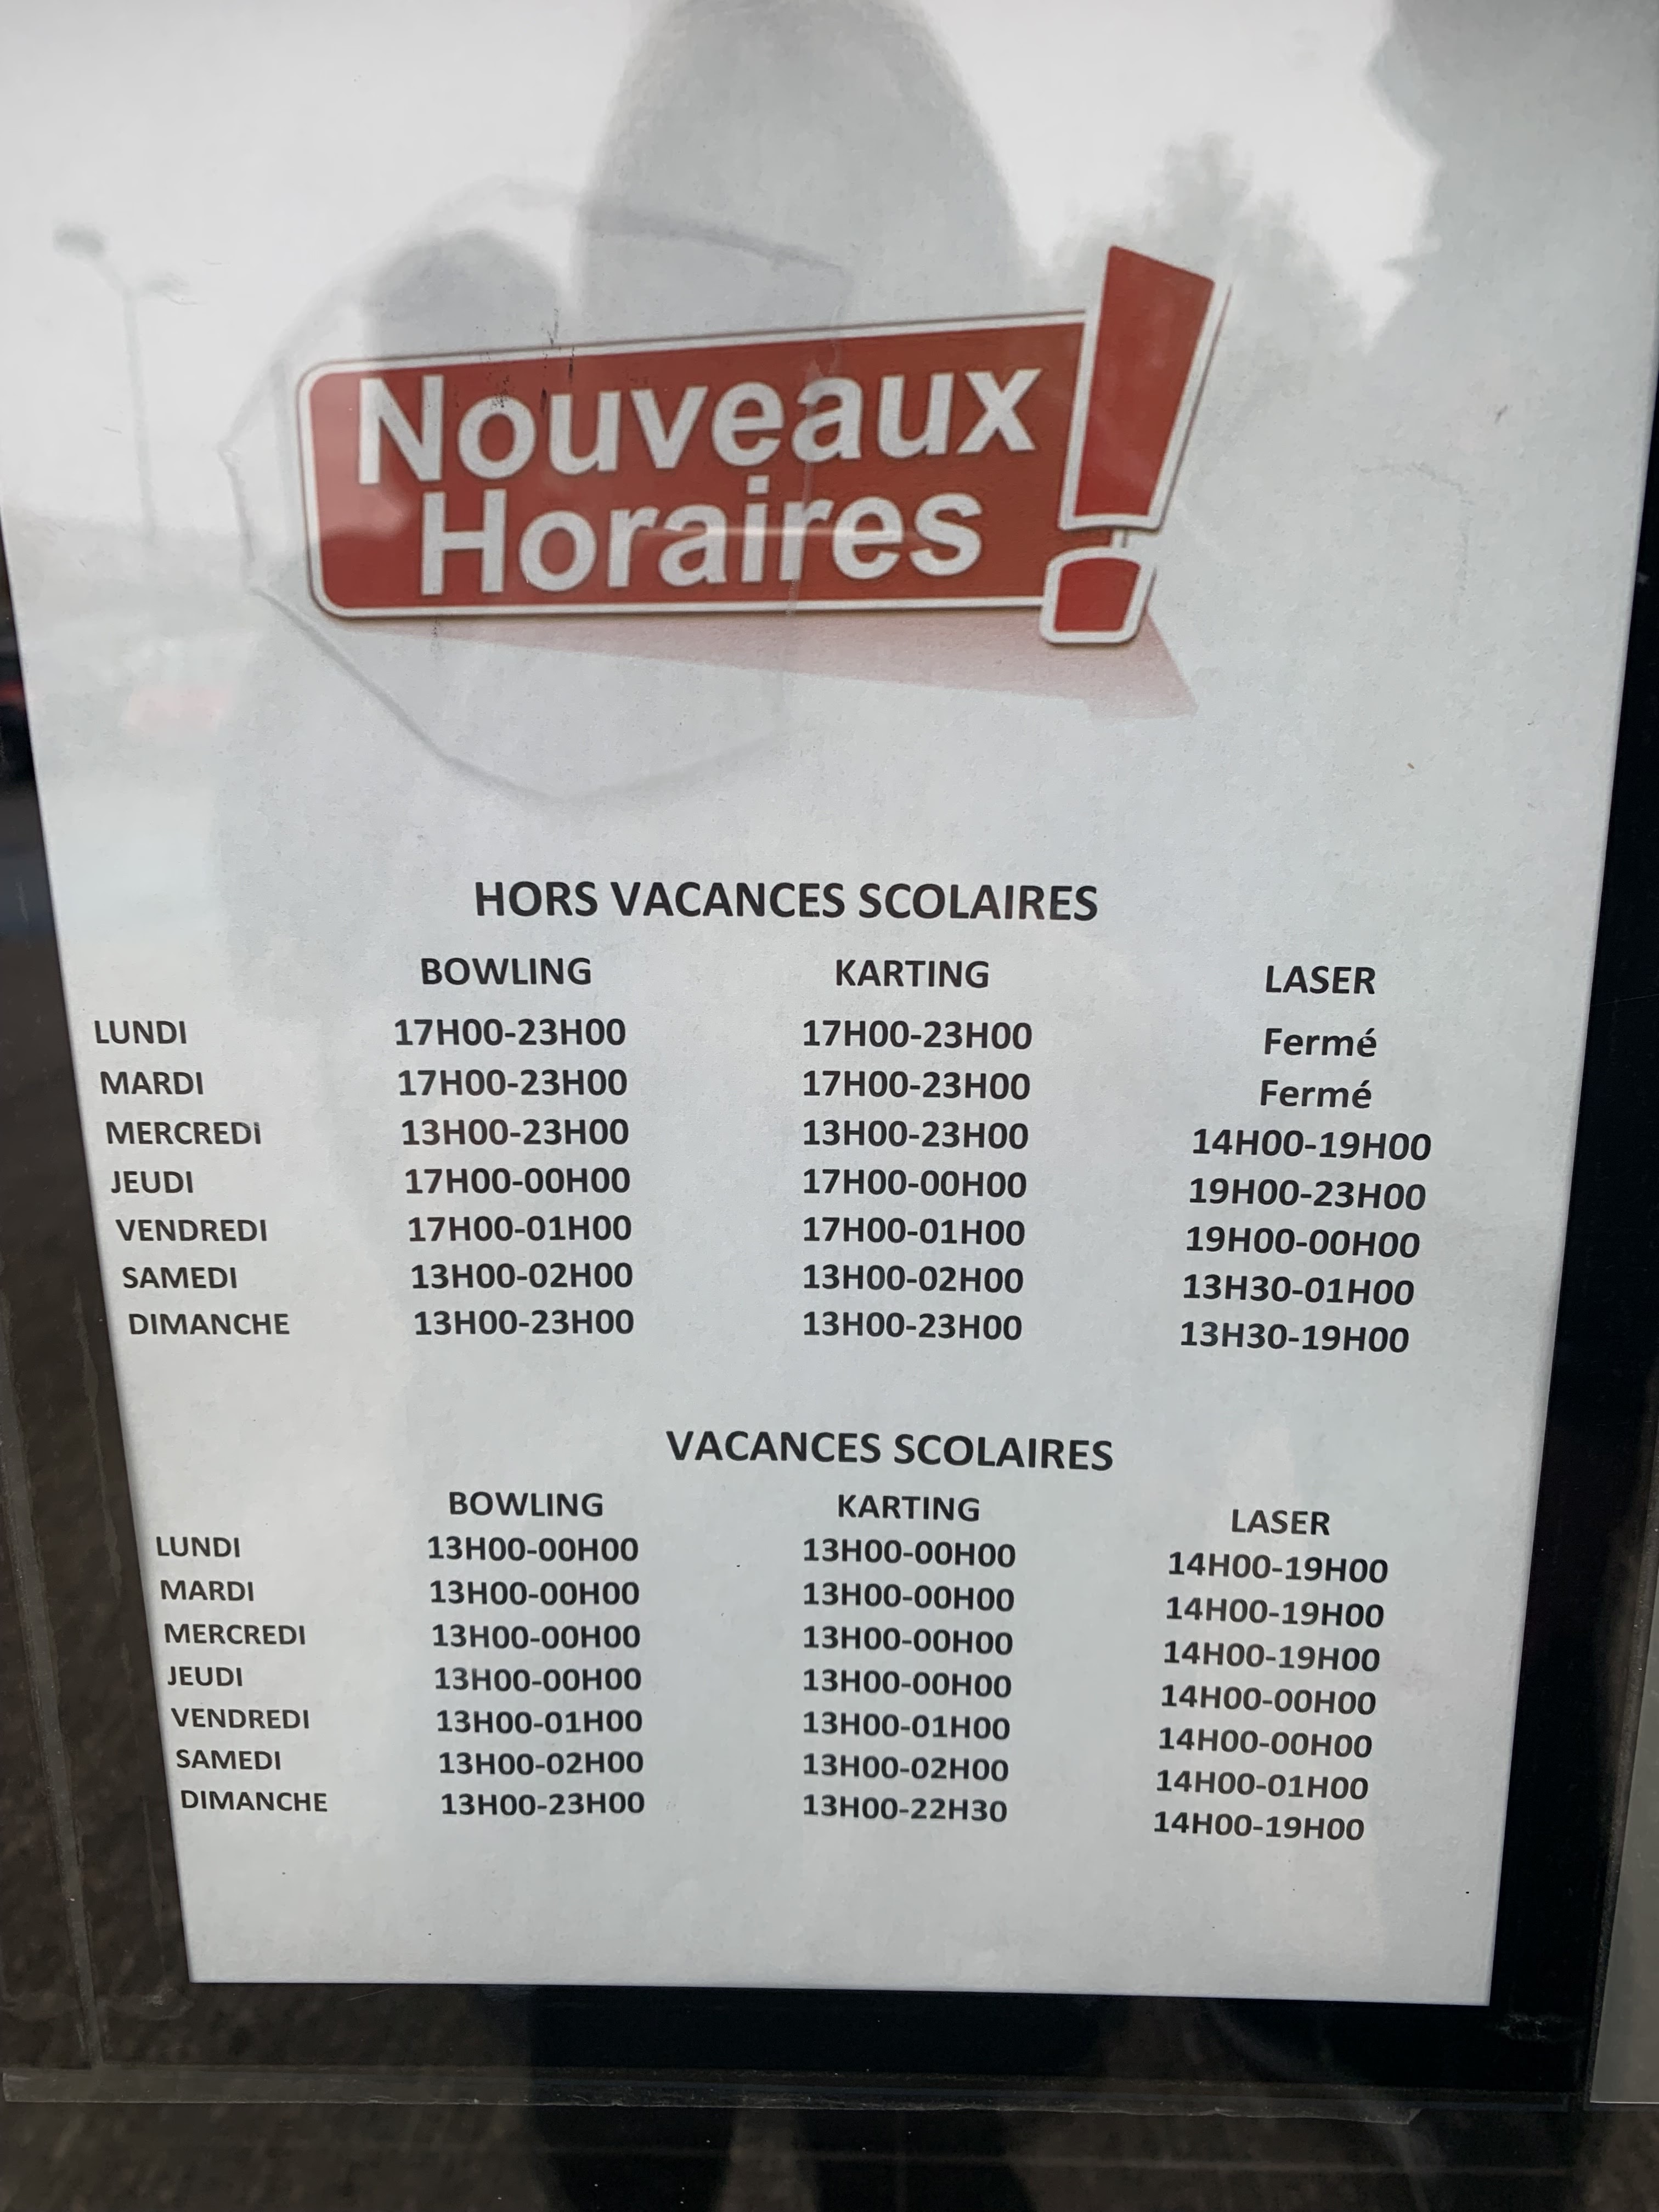 Nouveaux
Horaires !
HORS VACANCES SCOLAIRES
BOWLING KARTING LASER
LUNDI 17H00-23H00 17H00-23H00 Fermé
MARDI 17H00-23H00 17H00-23H00 Fermé
MERCREDI 13H00-23H00 13H00-23H00 14H00-19H00
JEUDI 17H00-00H00 17H00-00H00 19H00-23H00
VENDREDI 17H00-01H00 17H00-01H00 19H00-00H00
SAMEDI 13H00-02H00 13H00-02H00 13H30-01H00
DIMANCHE 13H00-23H00 13H00-23H00 13H30-19H00
VACANCES SCOLAIRES
BOWLING KARTING LASER
LUNDI 13H00-00H00 13H00-00H00 14H00-19H00
MARDI 13H00-00H00 13H00-00H00 14H00-19H00
MERCREDI 13H00-00H00 13H00-00H00 14H00-19H00
JEUDI 13H00-00H00 13H00-00H00 14H00-00H00
VENDREDI 13H00-01H00 13H00-01H00 14H00-00H00
SAMEDI 13H00-02H00 13H00-02H00 14H00-01H00
DIMANCHE 13H00-23H00 13H00-22H30 14H00-19H00